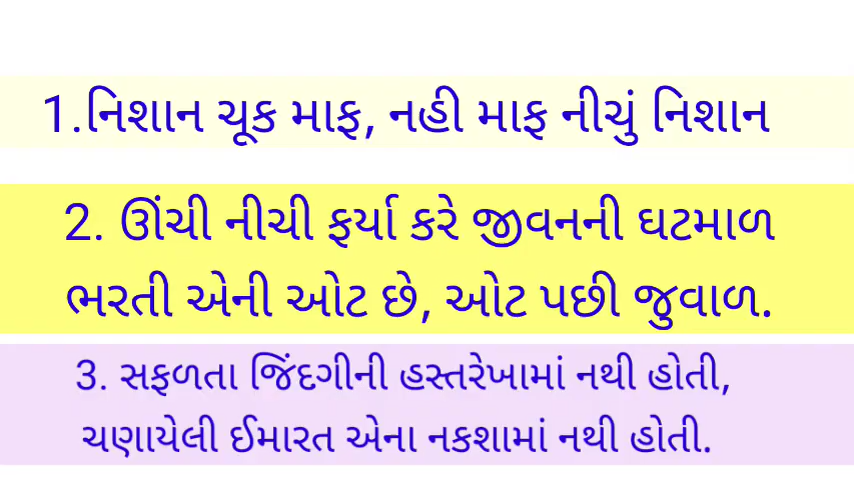 1.નિશાન ચૂક માફ, નહી માફ નીચું નિશાન
2. ઊંચી નીચી ફર્યા કરે જીવનની ઘટમાળ
ભરતી એની ઓટ છે, ઓટ પછી જુવાળ.
3. સફળતા જિંદગીની હસ્તરેખામાં નથી હોતી,
ચણાયેલી ઈમારત એના નકશામાં નથી હોતી.